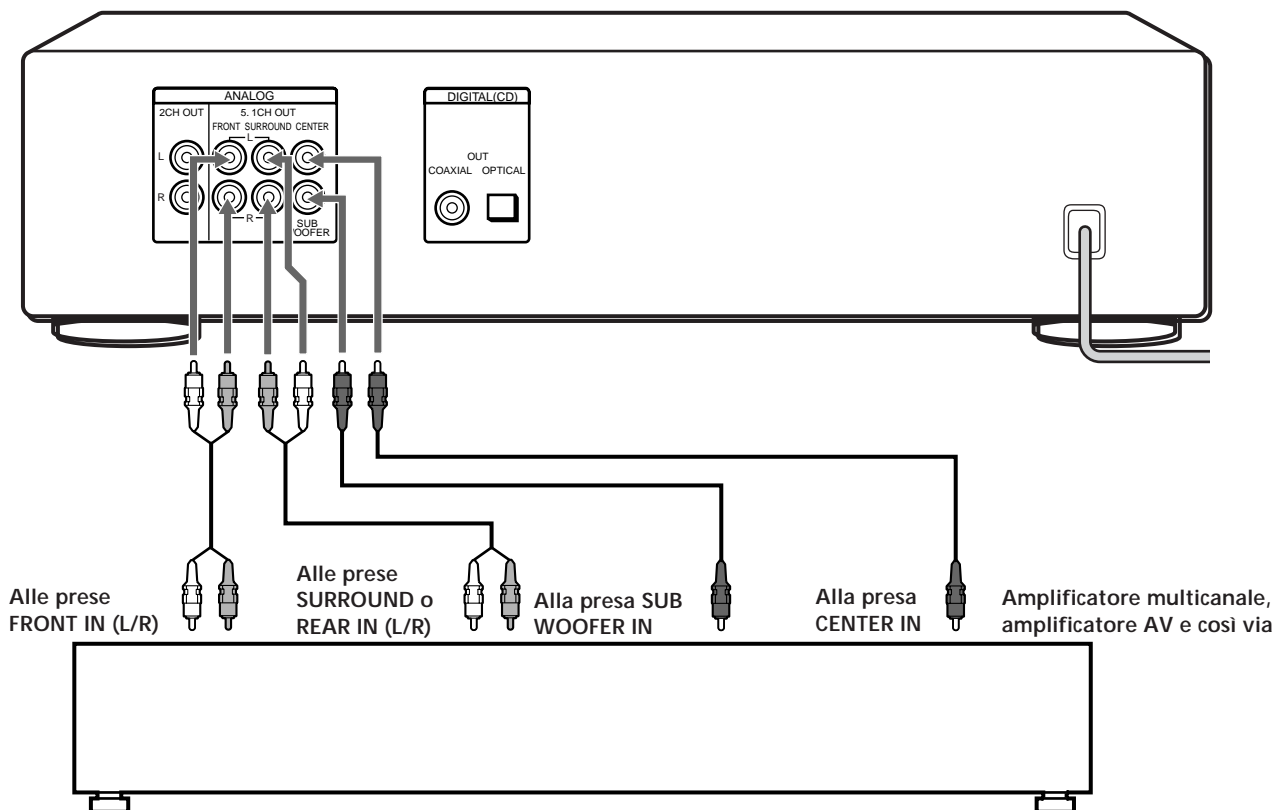 ANALOG
2CH OUT
5.1CH OUT
FRONT SURROUND CENTER
L
L
R
R
SUB
WOOFER
DIGITAL(CD)
OUT
COAXIAL OPTICAL
Alle prese
FRONT IN (L/R)
Alle prese
SURROUND o
REAR IN (L/R)
Alla presa SUB
WOOFER IN
Alla presa
CENTER IN
Amplificatore multicanale,
amplificatore AV e così via